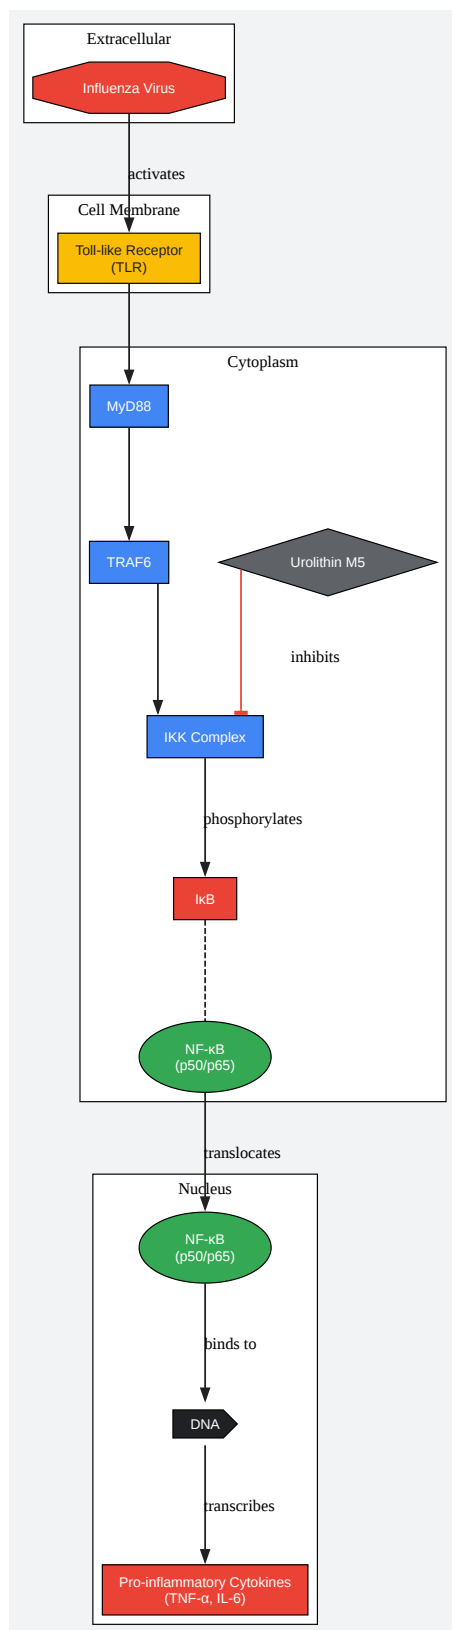 Extracellular
Influenza Virus
activates
Cell Membrane
Toll-like Receptor
(TLR)
Cytoplasm
MyD88
TRAF6
Urolithin M5
inhibits
IKK Complex
phosphorylates
IκB
NF-κB
(p50/p65)
translocates
Nucleus
NF-κB
(p50/p65)
binds to
DNA
transcribes
Pro-inflammatory Cytokines
(TNF-α, IL-6)